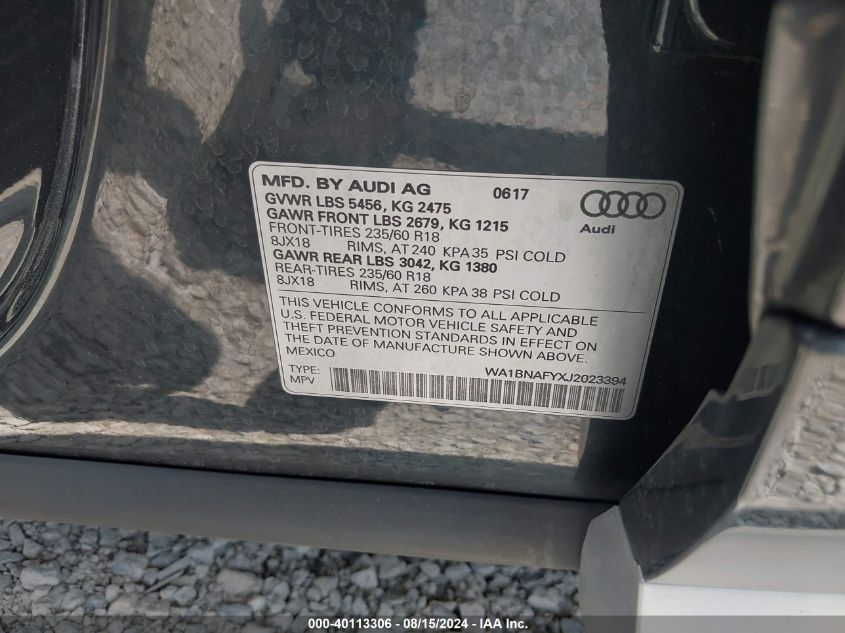 MFD. BY AUDI AG 0617
GVWR LBS 5456, KG 2475
GAWR FRONT LBS 2679, KG 1215
FRONT-TIRES 235/60 R18
8JX18 RIMS, AT 240 KPA 35 PSI COLD
GAWR REAR LBS 3042, KG 1380
REAR-TIRES 235/60 R18
8JX18 RIMS, AT 260 KPA 38 PSI COLD
Audi
THIS VEHICLE CONFORMS TO ALL APPLICABLE
U.S. FEDERAL MOTOR VEHICLE SAFETY AND
THEFT PREVENTION STANDARDS IN EFFECT ON
THE DATE OF MANUFACTURE SHOWN ABOVE.
MEXICO
TYPE: WA1BNAFYXJ2023394
MPV
000-40113306 - 08/15/2024 - IAA Inc.